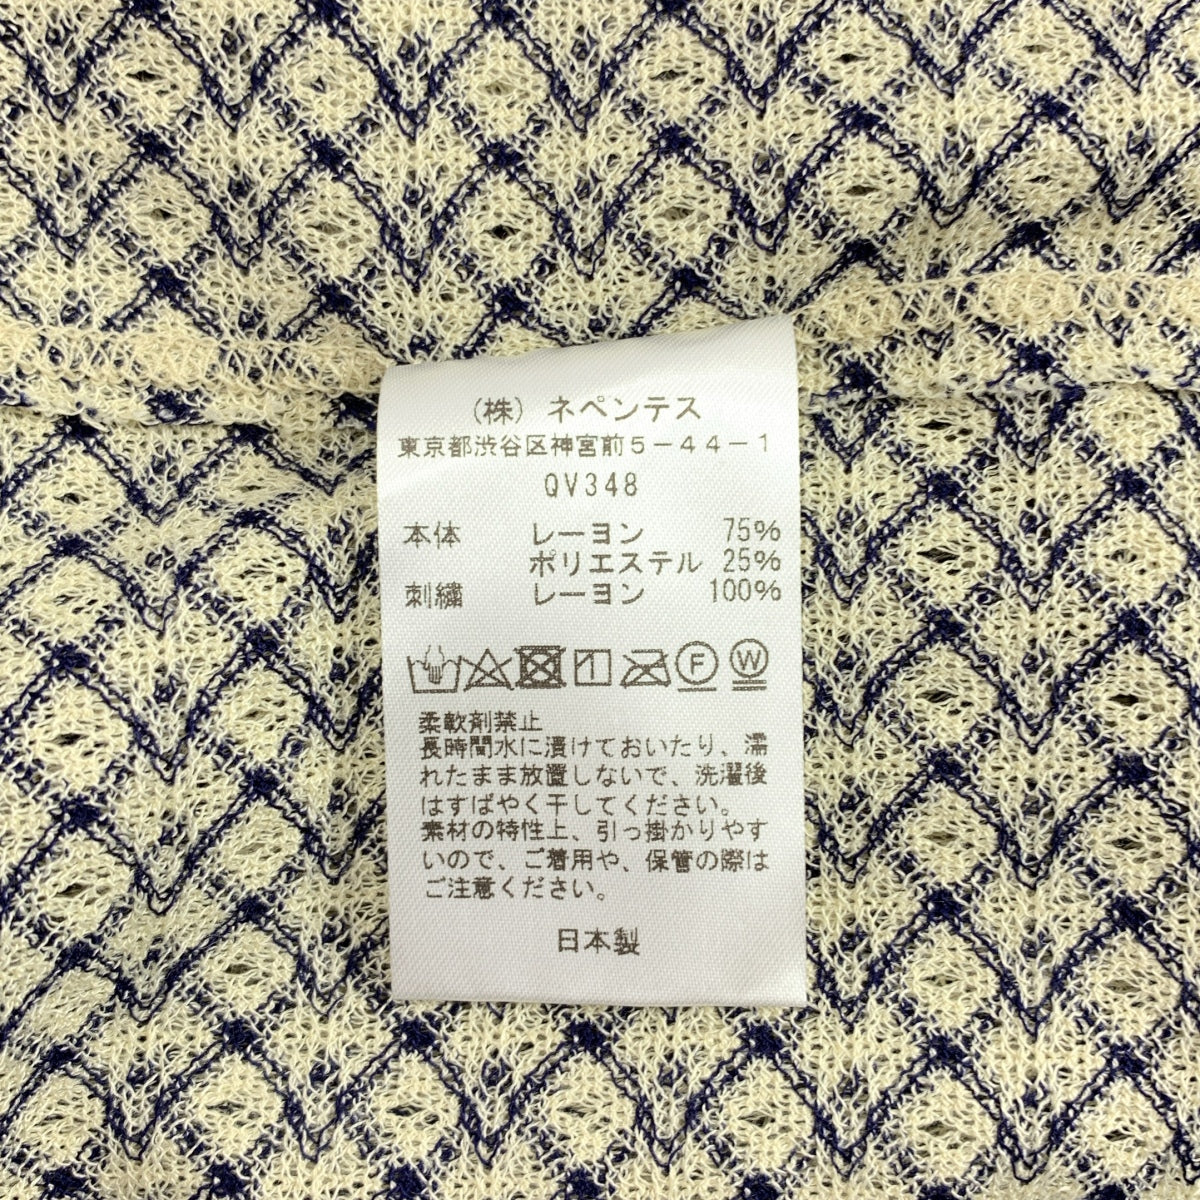 (株) ネペンテス
東京都渋谷区神宮前5-44-1
QV348
本体 レーヨン 75%
ポリエステル 25%
刺繍 レーヨン 100%
F W
柔軟剤禁止
長時間水に漬けておいたり、濡
れたまま放置しないで、洗濯後
はすばやく干してください。
素材の特性上、引っ掛かりやす
いので、ご着用や、保管の際は
ご注意ください。
日本製